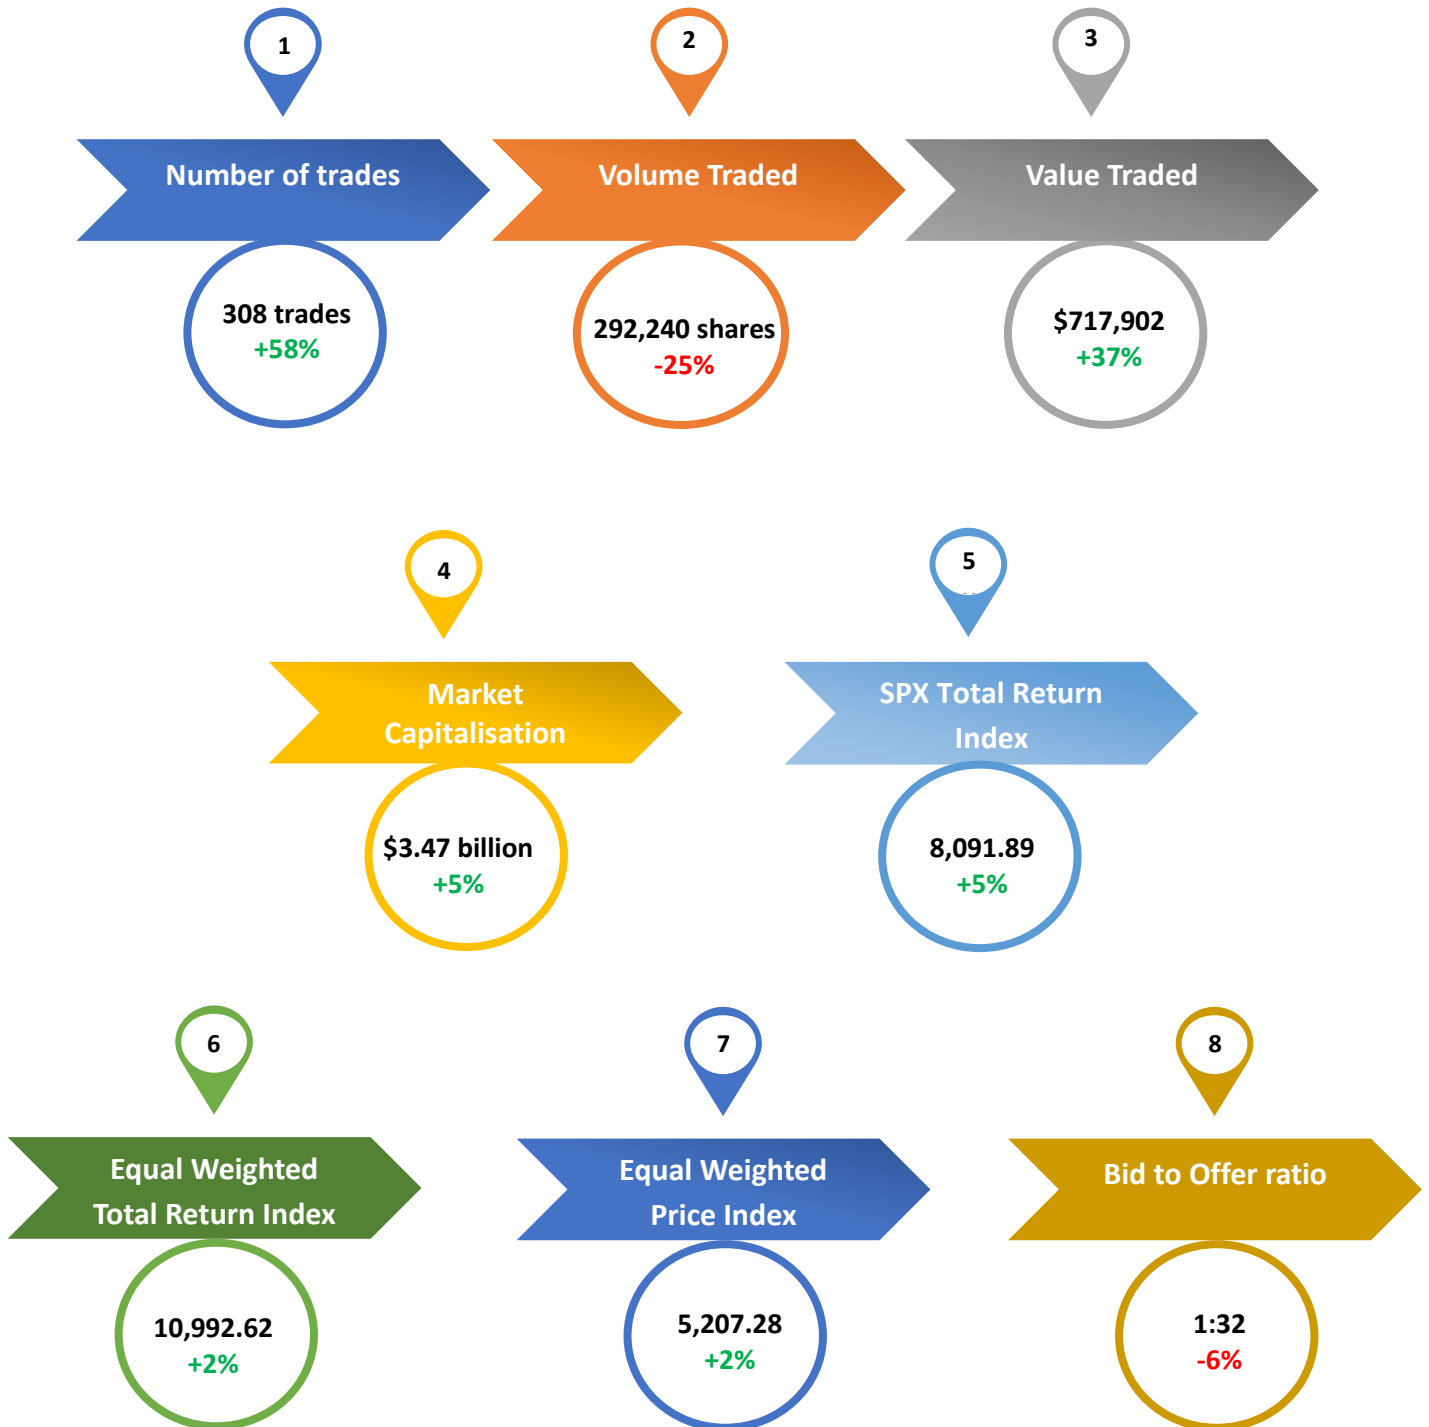 1
2
3
Number of trades
Volume Traded
Value Traded
308 trades
+58%
292,240 shares
-25%
$717,902
+37%
4
5
Market
Capitalisation
SPX Total Return
Index
$3.47 billion
+5%
8,091.89
+5%
6
7
8
Equal Weighted
Total Return Index
Equal Weighted
Price Index
Bid to Offer ratio
10,992.62
+2%
5,207.28
+2%
1:32
-6%